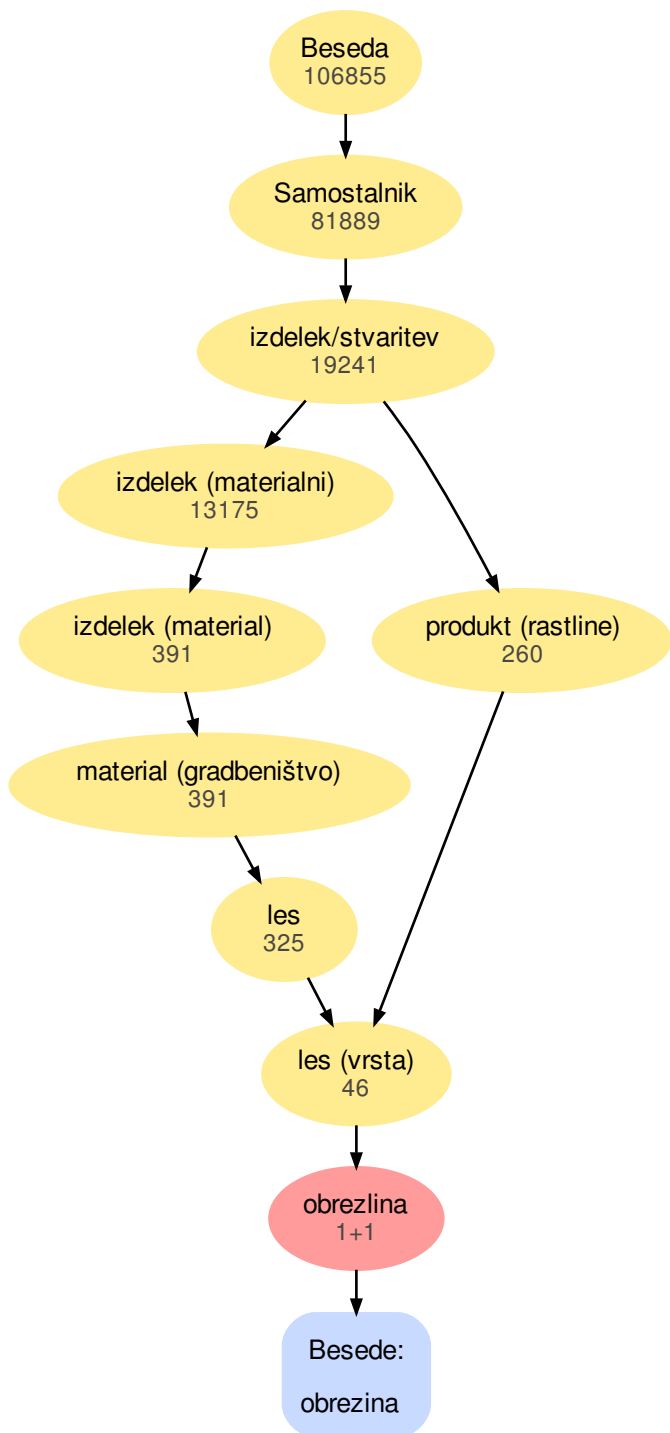 Beseda
106855
Samostalnik
81889
izdelek/stvaritev
19241
izdelek (materialni)
13175
izdelek (material)
391
produkt (rastline)
260
material (gradbeništvo)
391
les
325
les (vrsta)
46
obrezlina
1+1
Besede:
obrezina